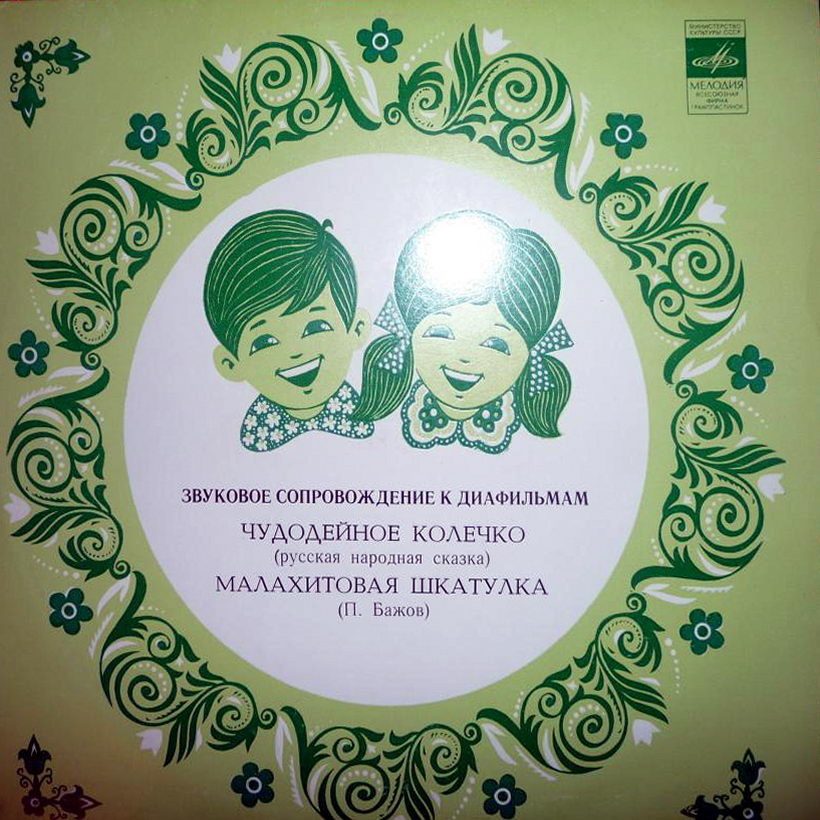 МИНИСТЕРСТВО
КУЛЬТУРЫ СССР
МЕЛОДИЯ
ВСЕСОЮЗНАЯ
ФИРМА
ГРАМПЛАСТИНОК
ЗВУКОВОЕ СОПРОВОЖДЕНИЕ К ДИАФИЛЬМАМ
ЧУДОДЕЙНОЕ КОЛЕЧКО
(русская народная сказка)
МАЛАХИТОВАЯ ШКАТУЛКА
(П. Бажов)